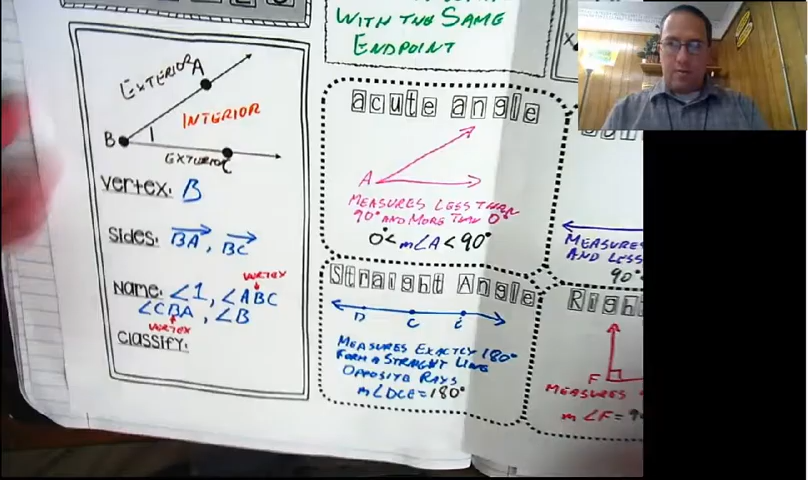 WITH THE SAME
ENDPOINT
EXTERIOR
A
INTERIOR
B
1
EXTERIOR
C
Vertex: B
Sides: BA, BC
VERTEX
Name: ∠1, ∠ABC
∠CBA, ∠B
VERTEX
Classify:
acute angle
A
MEASURES LESS THAN
90° AND MORE THAN 0°
0° < m∠A < 90°
Straight Angle
D C E
MEASURES EXACTLY 180°
FORM A STRAIGHT LINE
OPPOSITE RAYS
m∠DCE = 180°
X
MEASURES
AND LESS
90°
Righ
F
MEASURES
m∠F = 9